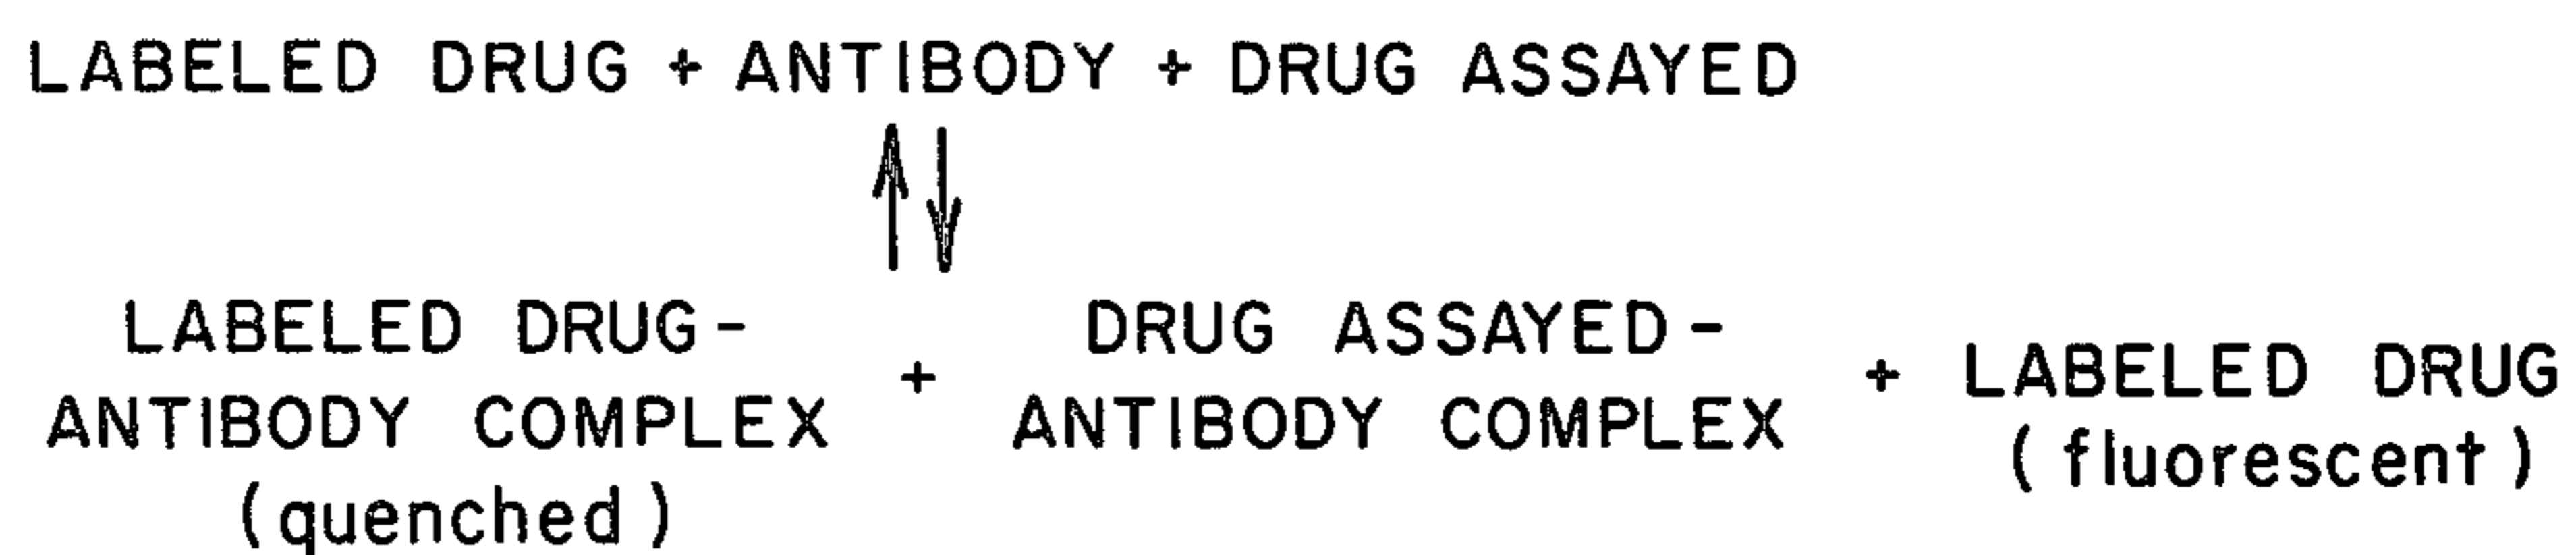 LABELED DRUG + ANTIBODY + DRUG ASSAYED
LABELED DRUG-
ANTIBODY COMPLEX
(quenched)
+
DRUG ASSAYED-
ANTIBODY COMPLEX
+ LABELED DRUG
(fluorescent)